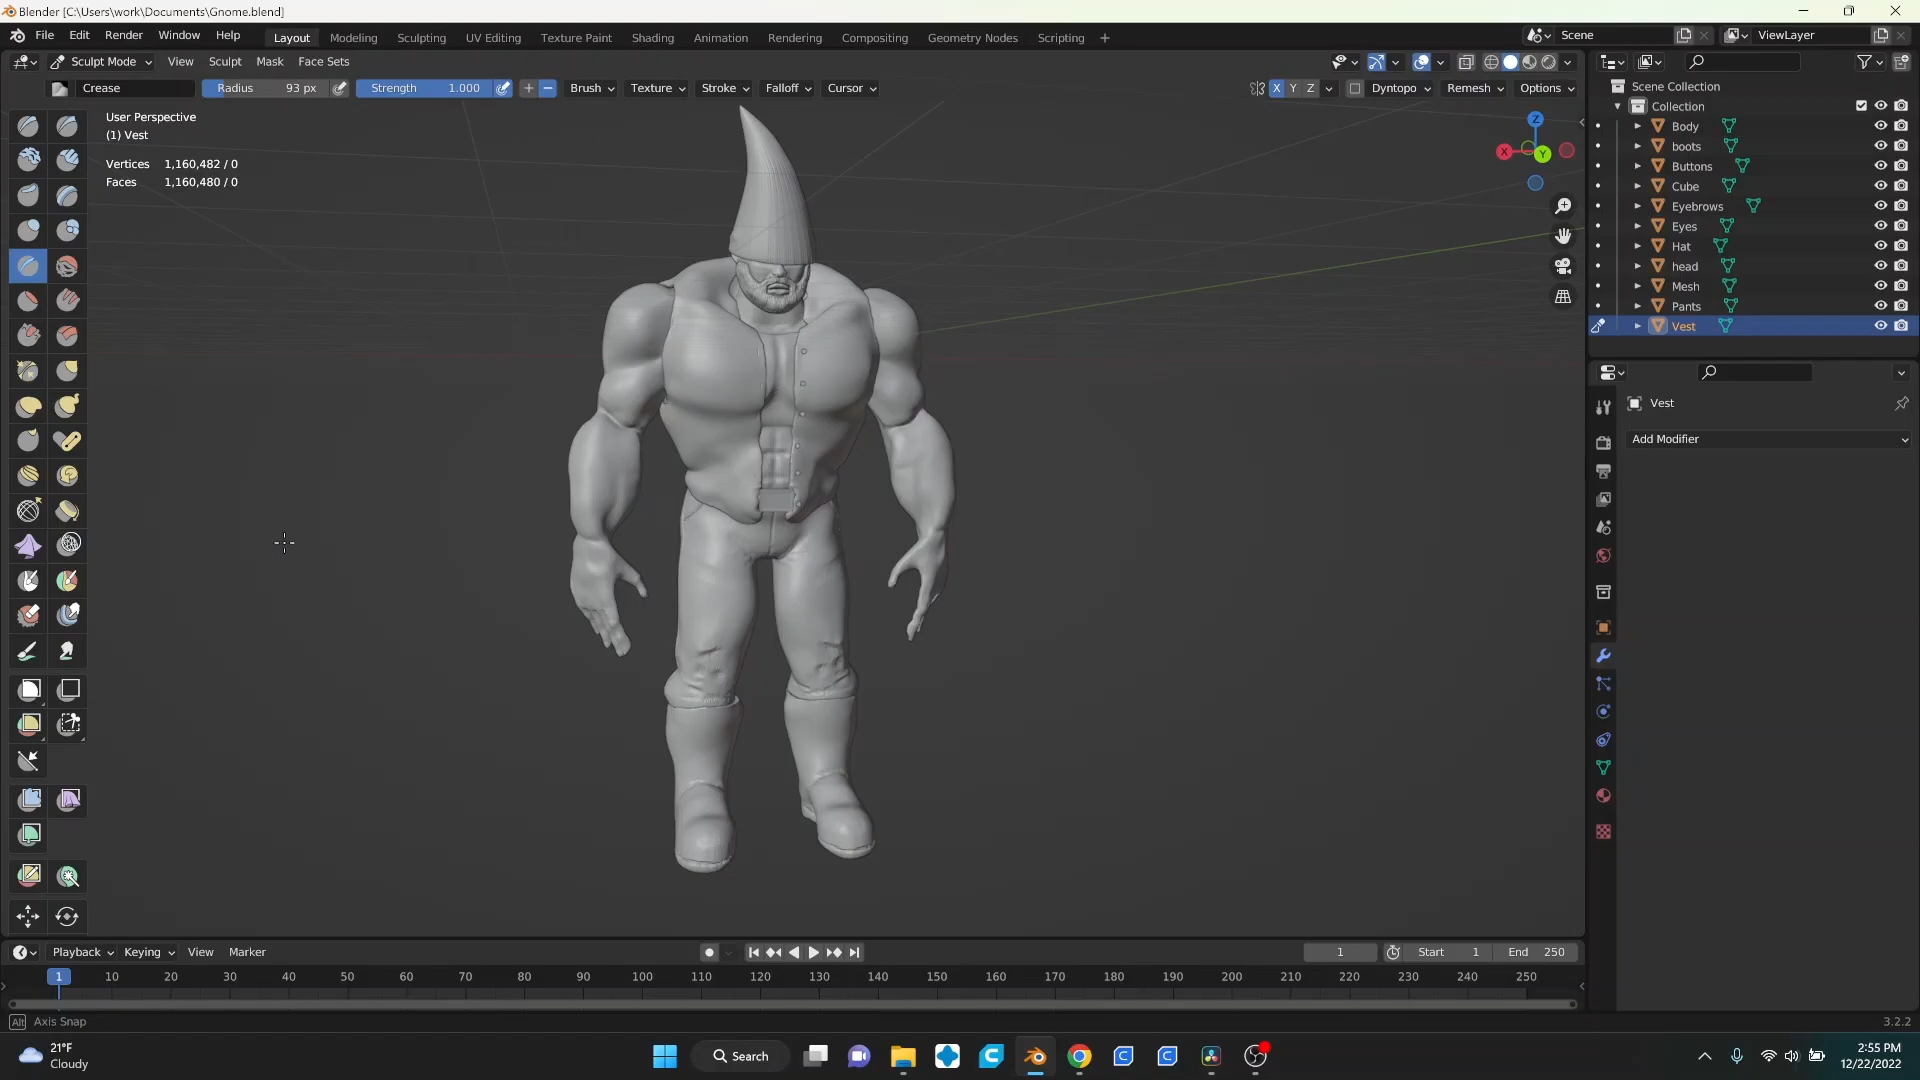 Blender [C:\Users\work\Documents\Gnome.blend]
File Edit Render Window Help Layout Modeling Sculpting UV Editing Texture Paint Shading Animation Rendering Compositing Geometry Nodes Scripting + Scene ViewLayer
Sculpt Mode View Sculpt Mask Face Sets
Crease Radius 93 px Strength 1.000 Brush Texture Stroke Falloff Cursor X Y Z Dyntopo Remesh Options
User Perspective
(1) Vest
Vertices 1,160,482 / 0
Faces 1,160,480 / 0
Z
X
Y
Scene Collection
Collection
Body
boots
Buttons
Cube
Eyebrows
Eyes
Hat
head
Mesh
Pants
Vest
Vest
Add Modifier
Playback Keying View Marker 1 Start 1 End 250
1 10 20 30 40 50 60 70 80 90 100 110 120 130 140 150 160 170 180 190 200 210 220 230 240 250
Alt Axis Snap 3.2.2
21°F
Cloudy
Search
2:55 PM
12/22/2022